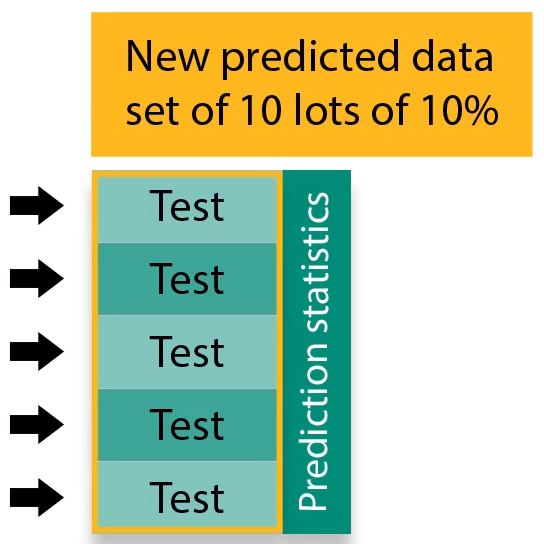 New predicted data
set of 10 lots of 10%
Test
Test
Test
Test
Test
Prediction statistics